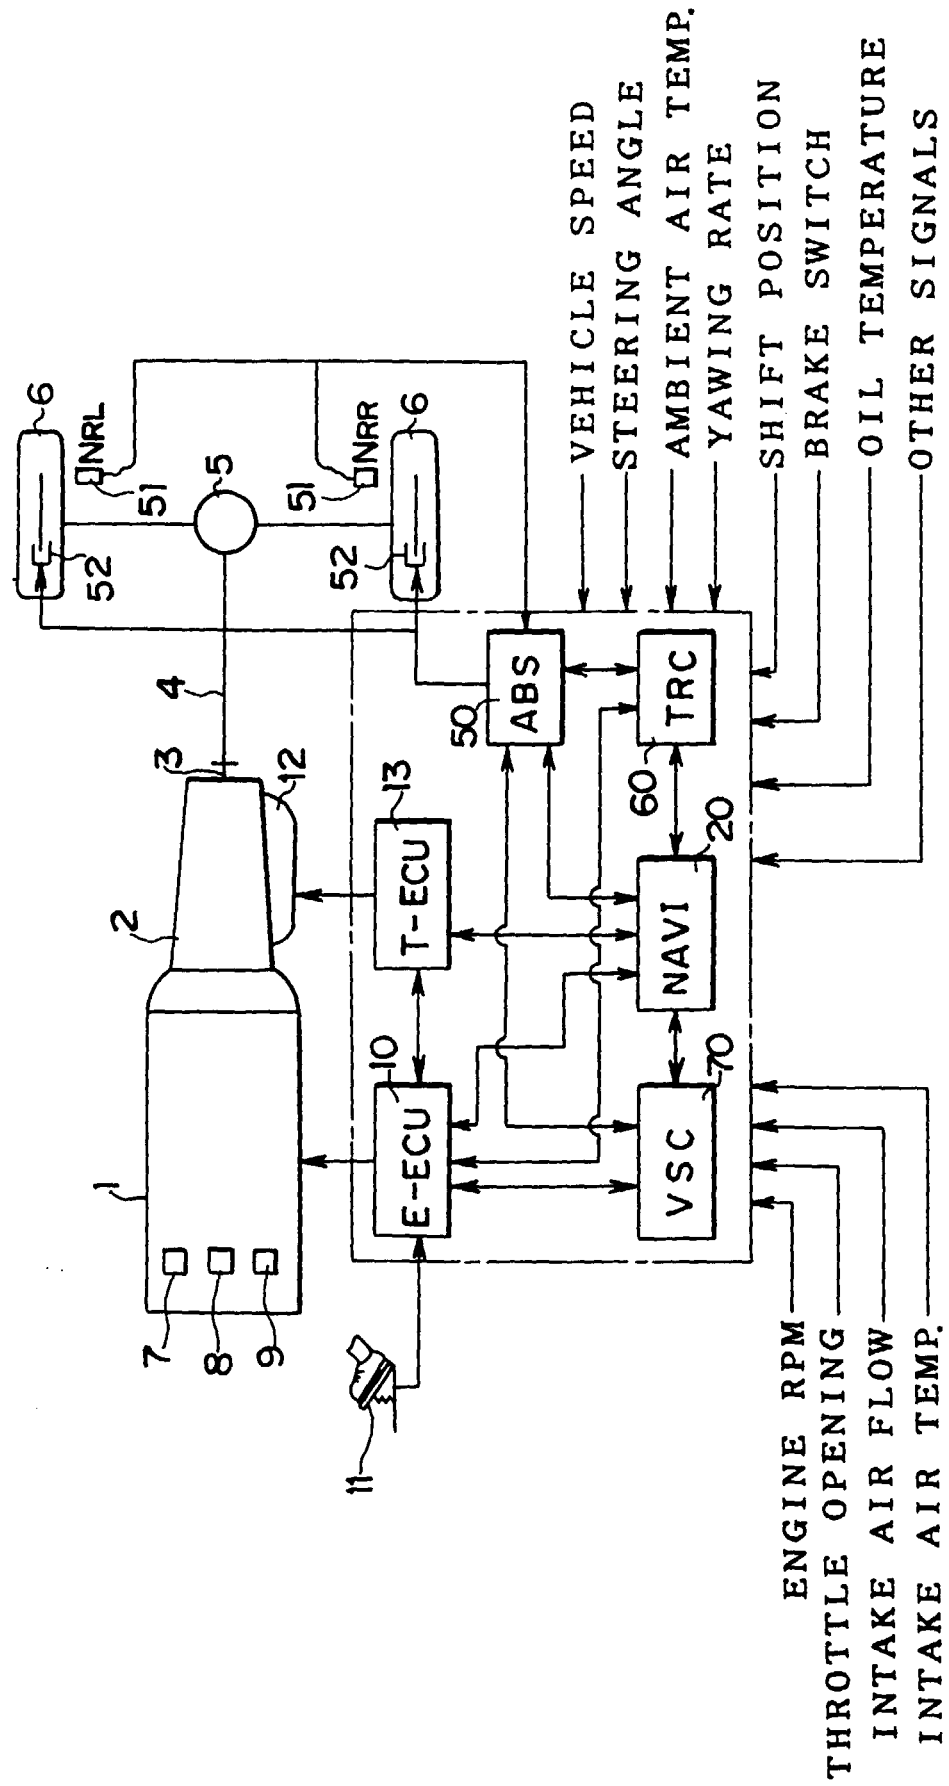 1
2
3
4
5
6
6
7
8
9
10
11
12
13
20
50
51
51
52
52
60
70
NRL
NRR
E-ECU
T-ECU
ABS
VSC
NAVI
TRC
VEHICLE SPEED
STEERING ANGLE
AMBIENT AIR TEMP.
YAWING RATE
SHIFT POSITION
BRAKE SWITCH
OIL TEMPERATURE
OTHER SIGNALS
ENGINE RPM
THROTTLE OPENING
INTAKE AIR FLOW
INTAKE AIR TEMP.